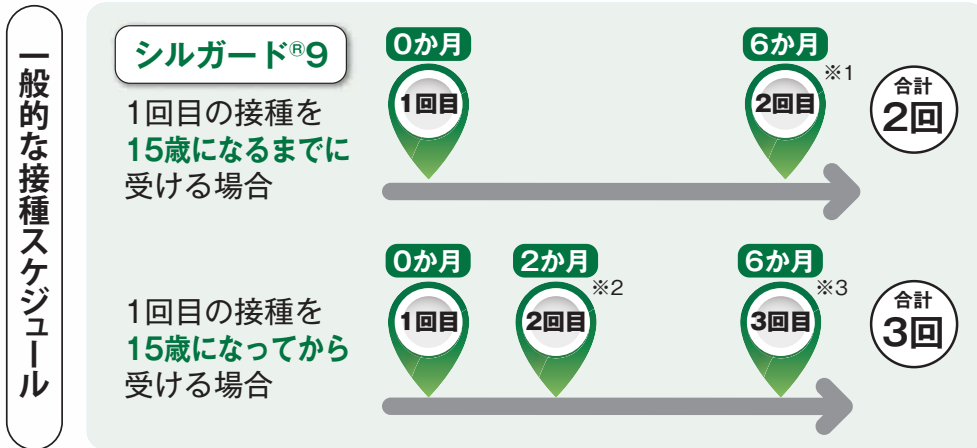 一般的な接種スケジュール
シルガード®9
1回目の接種を
15歳になるまでに
受ける場合
0か月
1回目
6か月
※1
2回目
合計
2回
1回目の接種を
15歳になってから
受ける場合
0か月
1回目
2か月
※2
2回目
6か月
※3
3回目
合計
3回